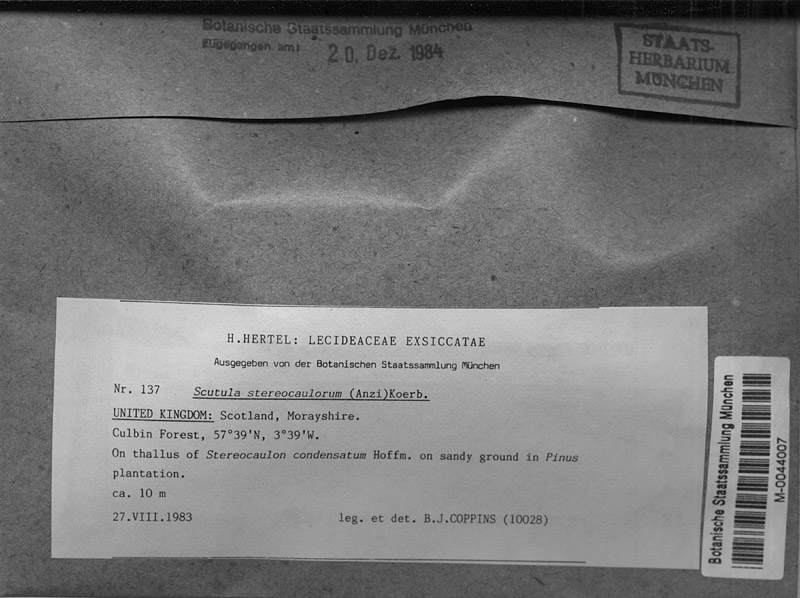 Botanische Staatssammlung München
Zugegangen am:
20. Dez. 1984
STAATS-
HERBARIUM
MÜNCHEN
H.HERTEL: LECIDEACEAE EXSICCATAE
Ausgegeben von der Botanischen Staatssammlung München
Nr. 137 Scutula stereocaulorum (Anzi)Koerb.
UNITED KINGDOM: Scotland, Morayshire.
Culbin Forest, 57°39'N, 3°39'W.
On thallus of Stereocaulon condensatum Hoffm. on sandy ground in Pinus
plantation.
ca. 10 m
27.VIII.1983 leg. et det. B.J.COPPINS (10028)
Botanische Staatssammlung München
M-0044007